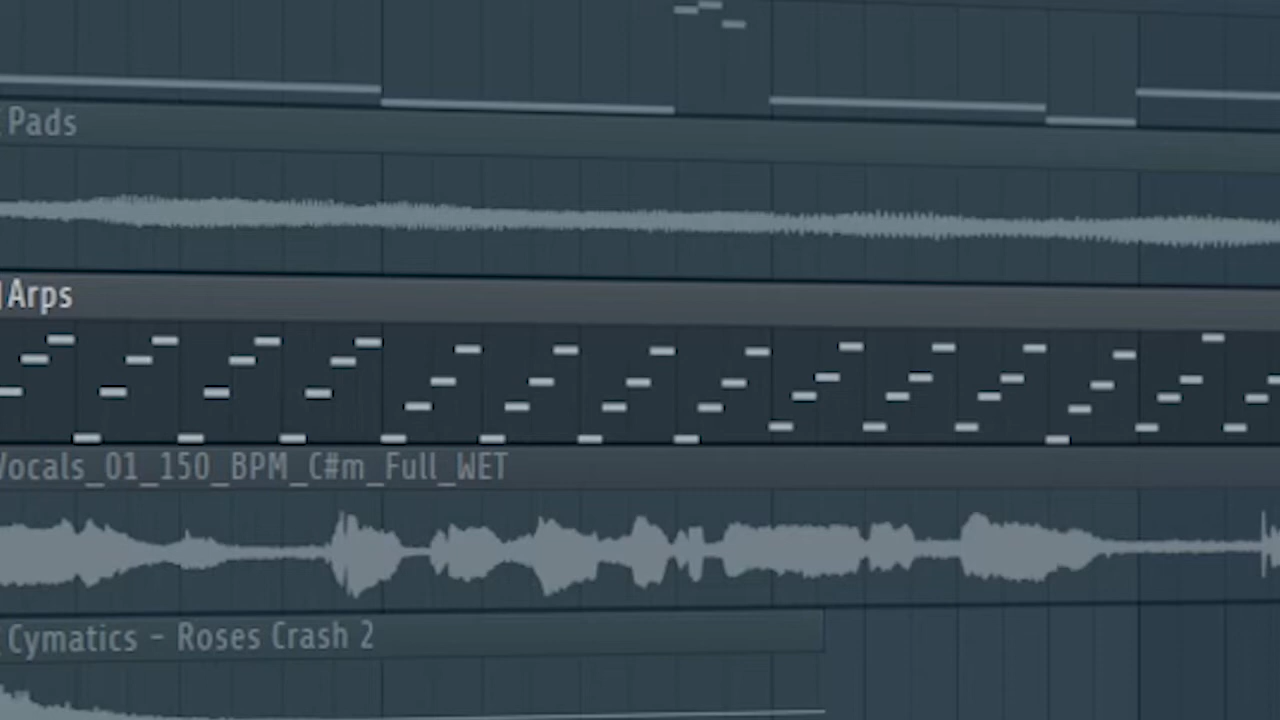 Pads
Arps
Vocals_01_150_BPM_C#m_Full_WET
Cymatics - Roses Crash 2